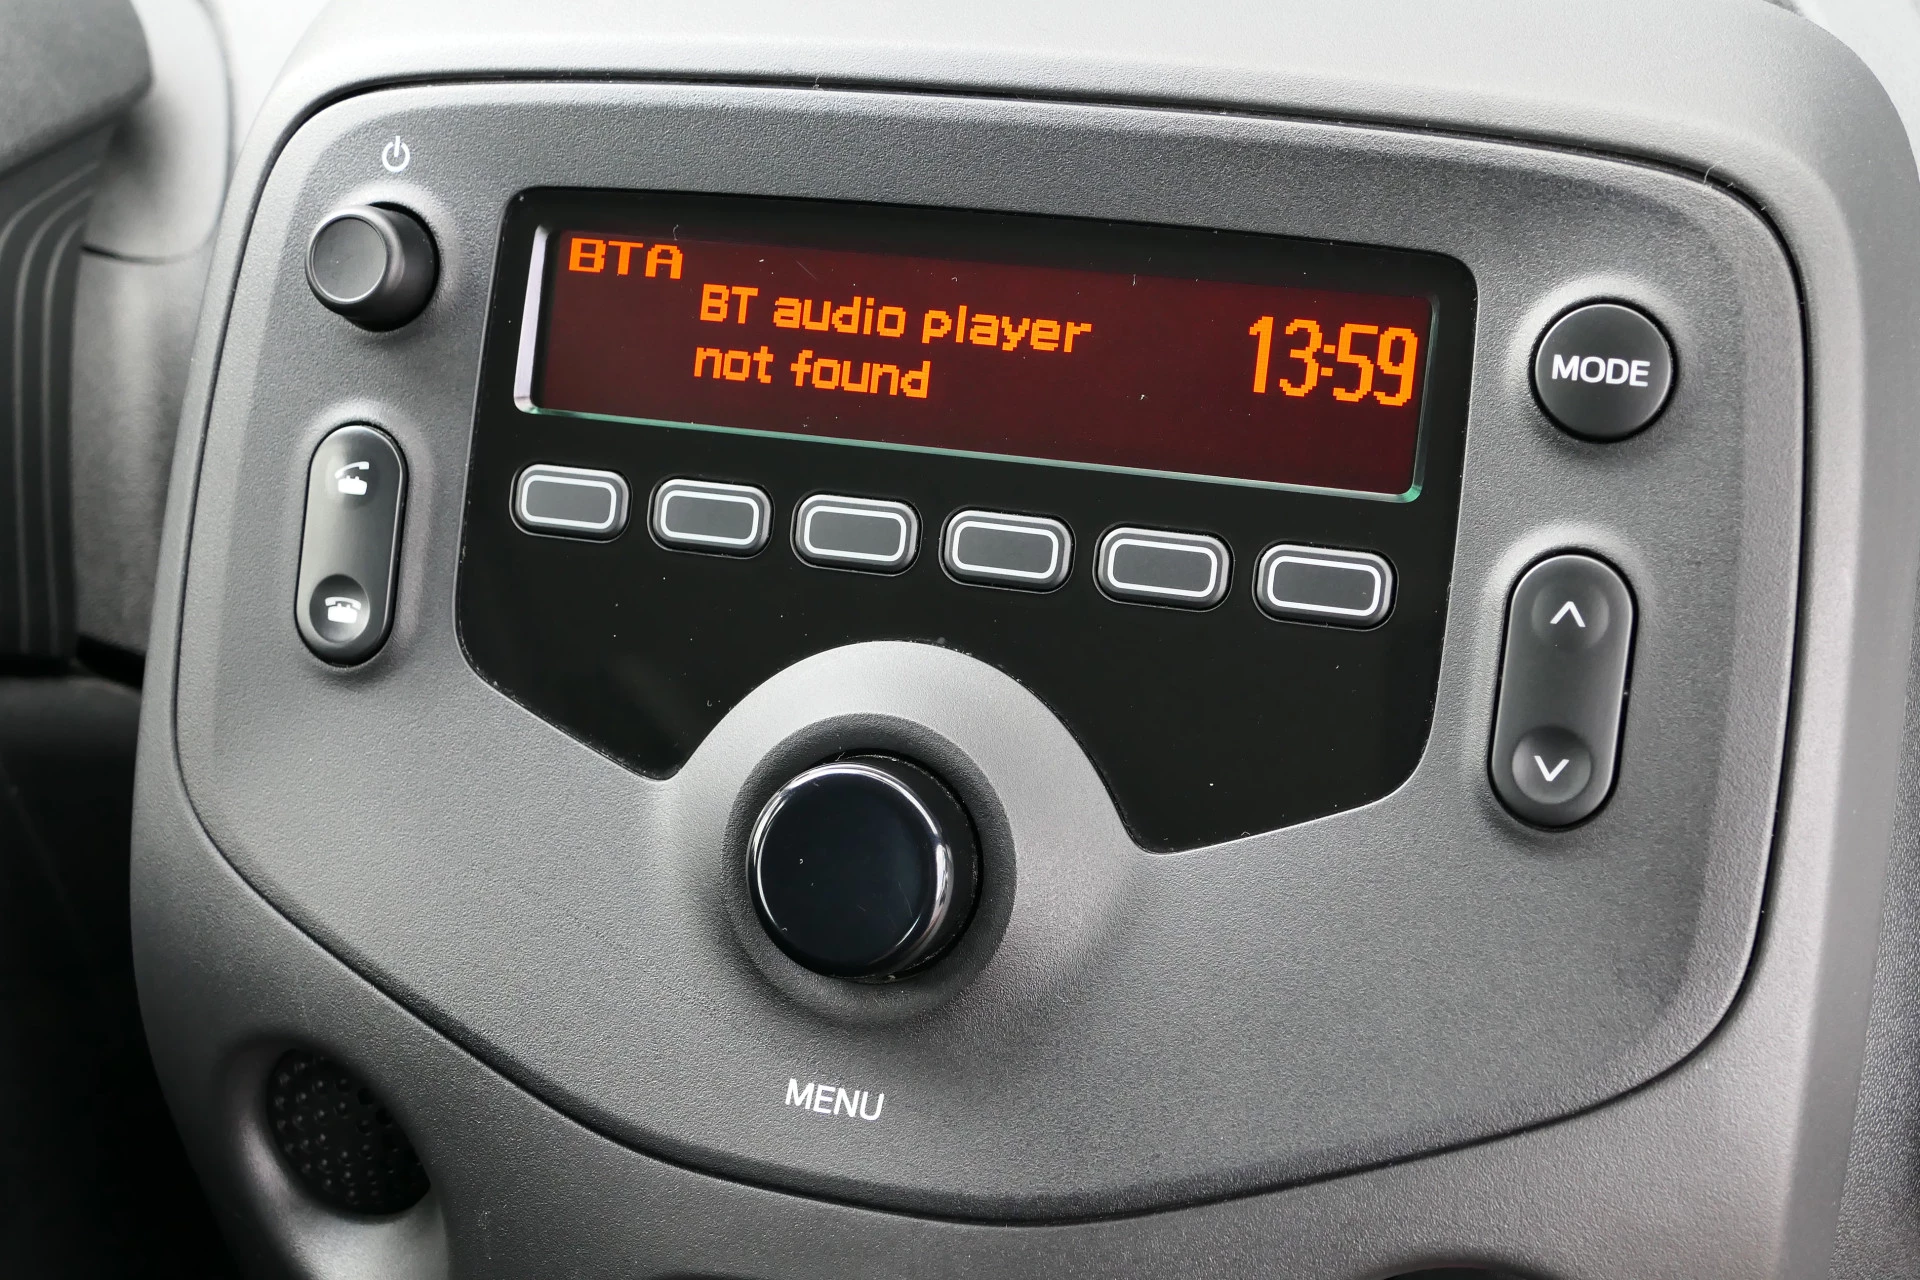 BTA
BT audio player
not found
13:59
MODE
MENU